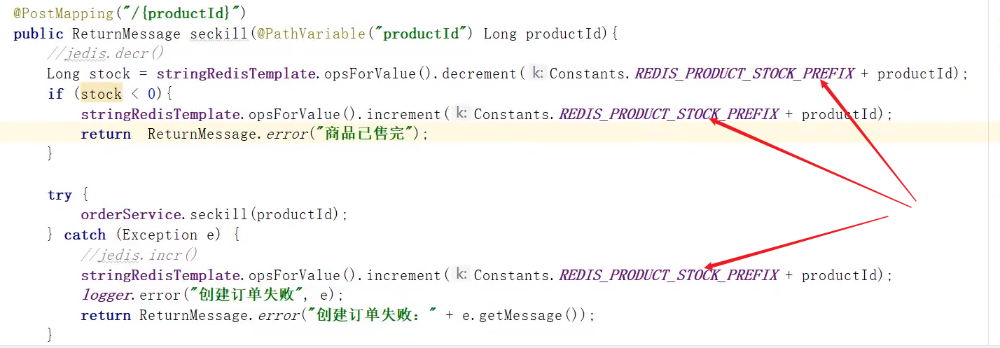 @PostMapping("/{productId}")
public ReturnMessage seckill(@PathVariable("productId") Long productId){
//jedis.decr()
Long stock = stringRedisTemplate.opsForValue().decrement( k: Constants.REDIS_PRODUCT_STOCK_PREFIX + productId);
if (stock < 0){
stringRedisTemplate.opsForValue().increment( k: Constants.REDIS_PRODUCT_STOCK_PREFIX + productId);
return  ReturnMessage.error("商品已售完");
}
try {
orderService.seckill(productId);
} catch (Exception e) {
//jedis.incr()
stringRedisTemplate.opsForValue().increment( k: Constants.REDIS_PRODUCT_STOCK_PREFIX + productId);
logger.error("创建订单失败", e);
return ReturnMessage.error("创建订单失败：" + e.getMessage());
}